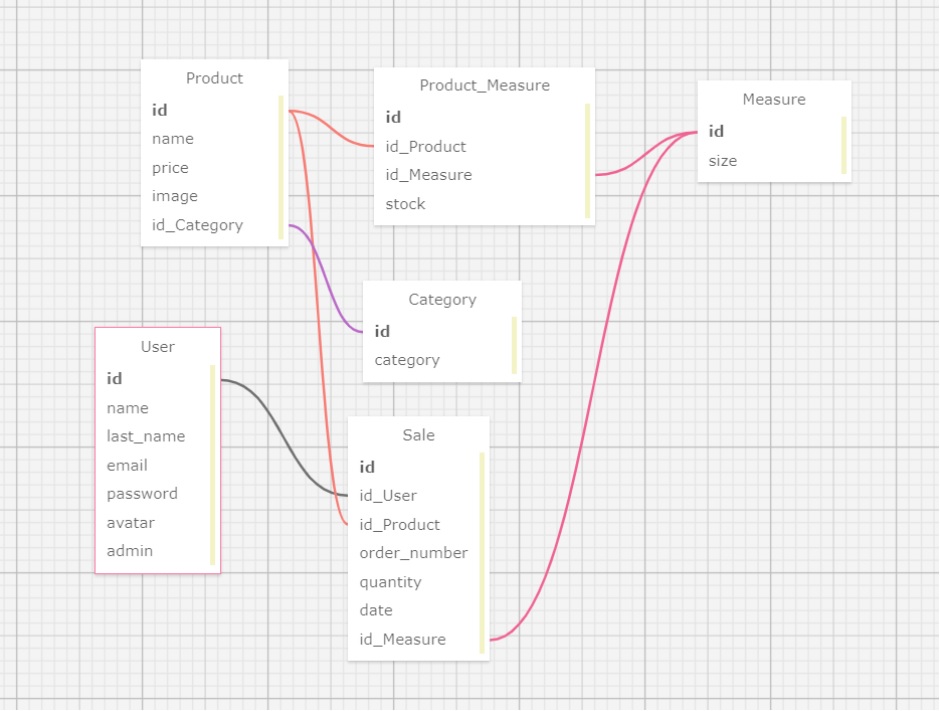 Product
id
name
price
image
id_Category
Product_Measure
id
id_Product
id_Measure
stock
Measure
id
size
Category
id
category
User
id
name
last_name
email
password
avatar
admin
Sale
id
id_User
id_Product
order_number
quantity
date
id_Measure